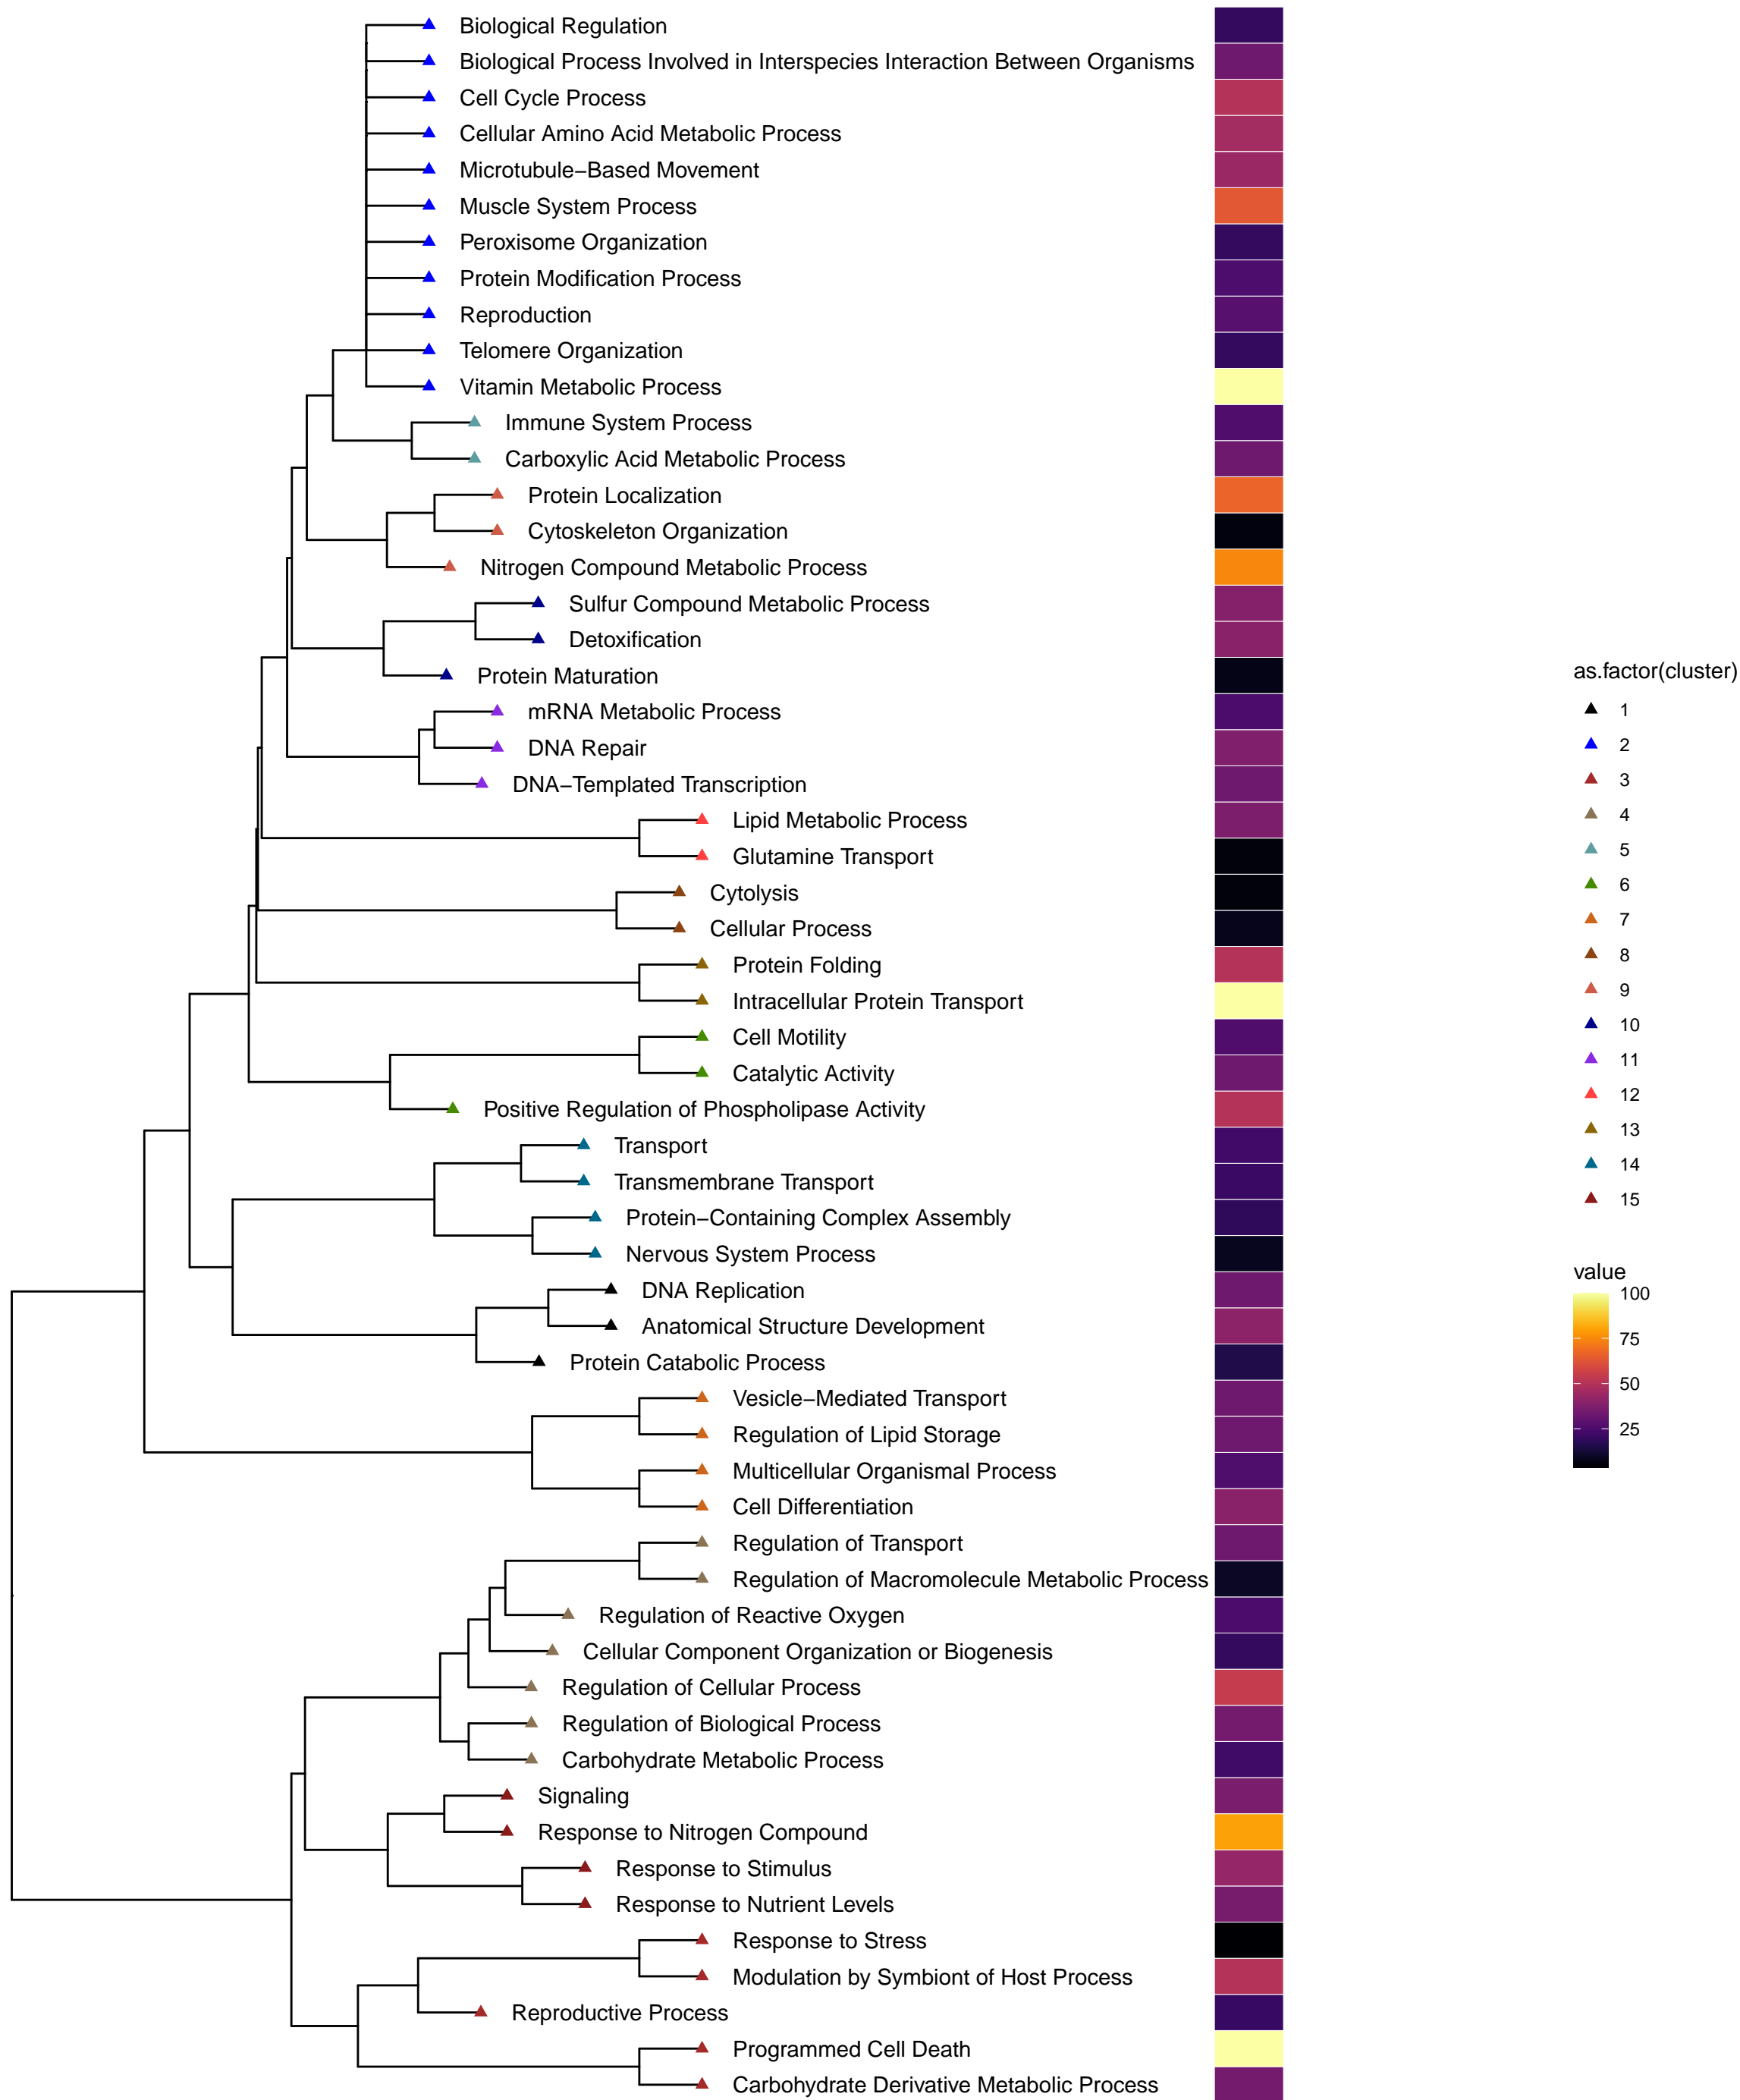 Biological Regulation
Biological Process Involved in Interspecies Interaction Between Organisms
Cell Cycle Process
Cellular Amino Acid Metabolic Process
Microtubule−Based Movement
Muscle System Process
Peroxisome Organization
Protein Modification Process
Reproduction
Telomere Organization
Vitamin Metabolic Process
Immune System Process
Carboxylic Acid Metabolic Process
Protein Localization
Cytoskeleton Organization
Nitrogen Compound Metabolic Process
Sulfur Compound Metabolic Process
Detoxification
Protein Maturation
mRNA Metabolic Process
DNA Repair
DNA−Templated Transcription
Lipid Metabolic Process
Glutamine Transport
Cytolysis
Cellular Process
Protein Folding
Intracellular Protein Transport
Cell Motility
Catalytic Activity
Positive Regulation of Phospholipase Activity
Transport
Transmembrane Transport
Protein−Containing Complex Assembly
Nervous System Process
DNA Replication
Anatomical Structure Development
Protein Catabolic Process
Vesicle−Mediated Transport
Regulation of Lipid Storage
Multicellular Organismal Process
Cell Differentiation
Regulation of Transport
Regulation of Macromolecule Metabolic Process
Regulation of Reactive Oxygen
Cellular Component Organization or Biogenesis
Regulation of Cellular Process
Regulation of Biological Process
Carbohydrate Metabolic Process
Signaling
Response to Nitrogen Compound
Response to Stimulus
Response to Nutrient Levels
Response to Stress
Modulation by Symbiont of Host Process
Reproductive Process
Programmed Cell Death
Carbohydrate Derivative Metabolic Process
as.factor(cluster)
1
2
3
4
5
6
7
8
9
10
11
12
13
14
15
value
100
75
50
25